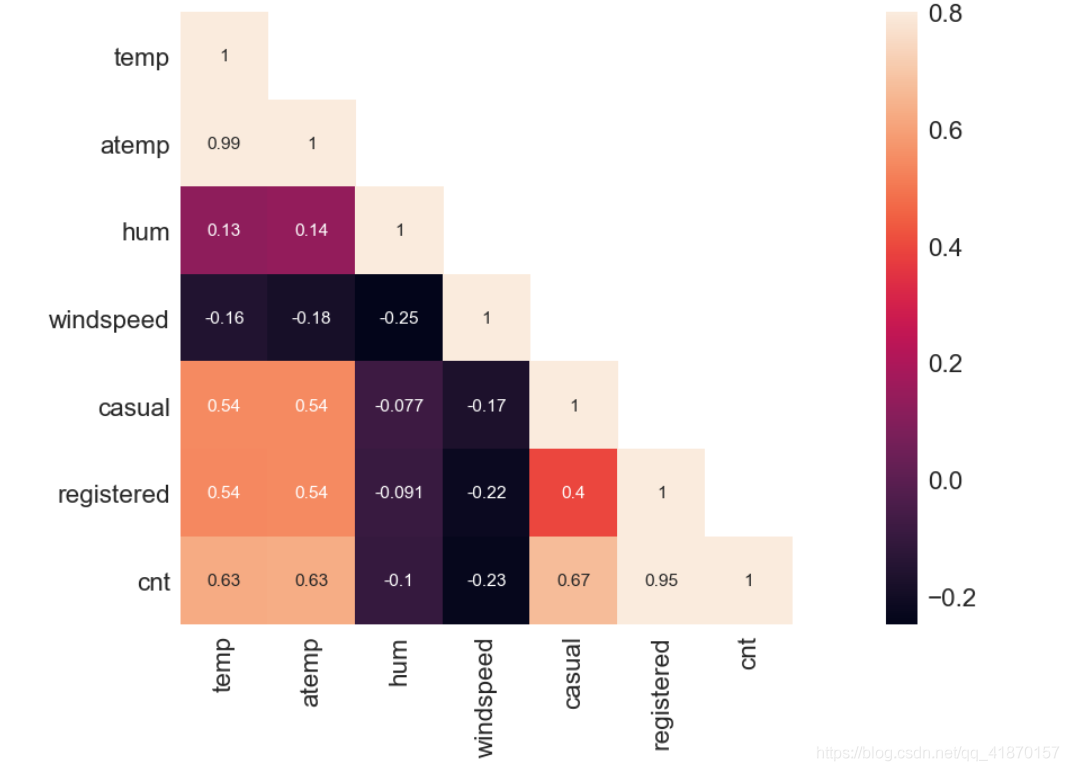 temp 1
atemp 0.99 1
hum 0.13 0.14 1
windspeed -0.16 -0.18 -0.25 1
casual 0.54 0.54 -0.077 -0.17 1
registered 0.54 0.54 -0.091 -0.22 0.4 1
cnt 0.63 0.63 -0.1 -0.23 0.67 0.95 1
temp atemp hum windspeed casual registered cnt
0.8
0.6
0.4
0.2
0.0
−0.2
https://blog.csdn.net/qq_41870157